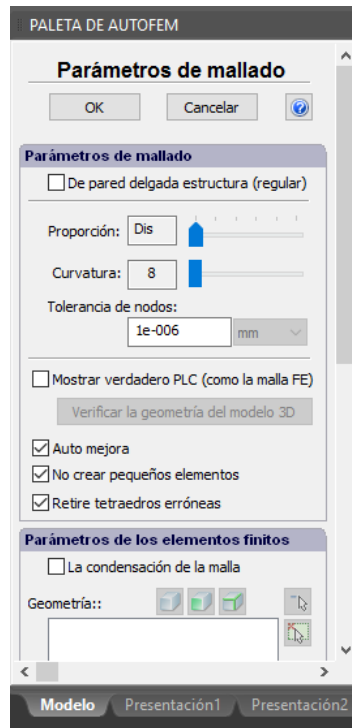 PALETA DE AUTOFEM
Parámetros de mallado
OK Cancelar
Parámetros de mallado
De pared delgada estructura (regular)
Proporción: Dis
Curvatura: 8
Tolerancia de nodos:
1e-006 mm
Mostrar verdadero PLC (como la malla FE)
Verificar la geometría del modelo 3D
Auto mejora
No crear pequeños elementos
Retire tetraedros erróneas
Parámetros de los elementos finitos
La condensación de la malla
Geometría::
Modelo Presentación1 Presentación2